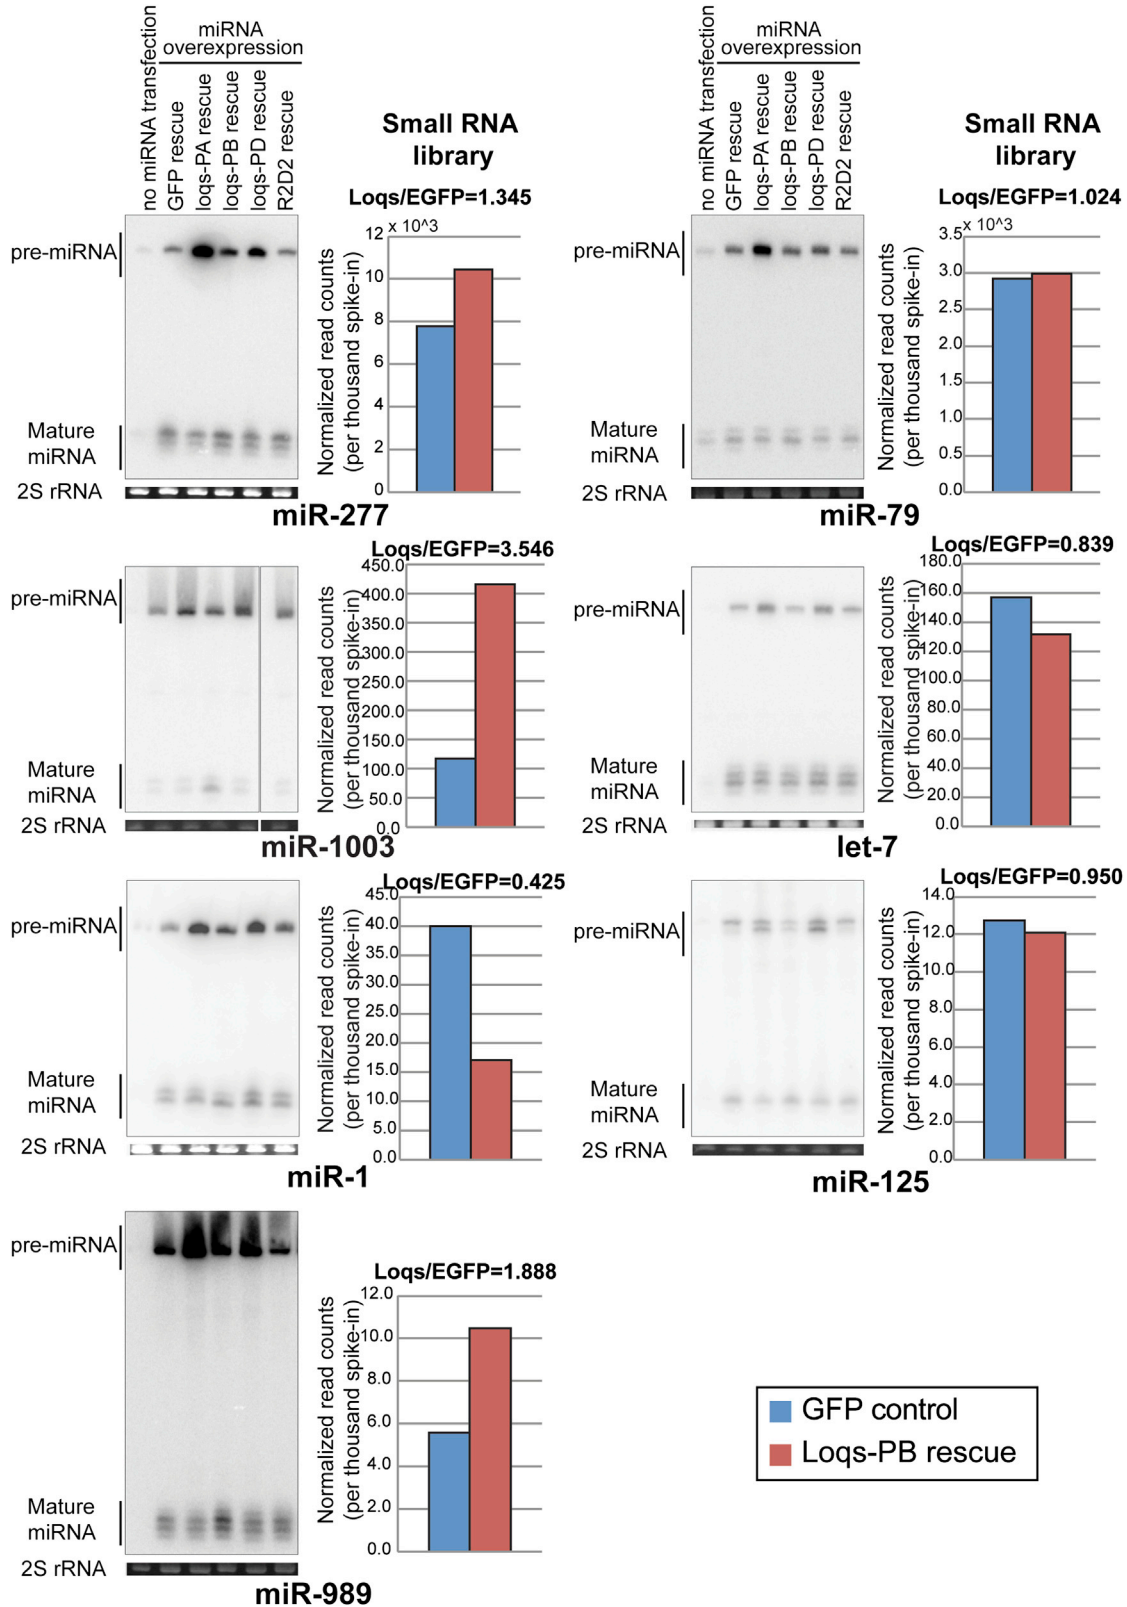 miRNA
overexpression
no miRNA transfection
GFP rescue
loqs-PA rescue
loqs-PB rescue
loqs-PD rescue
R2D2 rescue
Small RNA
library
Loqs/EGFP=1.345
pre-miRNA
Mature
miRNA
2S rRNA
Normalized read counts
(per thousand spike-in)
x 10^3
12
10
8
6
4
2
0
miR-277
miRNA
overexpression
no miRNA transfection
GFP rescue
loqs-PA rescue
loqs-PB rescue
loqs-PD rescue
R2D2 rescue
Small RNA
library
Loqs/EGFP=1.024
pre-miRNA
Mature
miRNA
2S rRNA
Normalized read counts
(per thousand spike-in)
x 10^3
3.5
3.0
2.5
2.0
1.5
1.0
0.5
0.0
miR-79
Loqs/EGFP=3.546
pre-miRNA
Mature
miRNA
2S rRNA
Normalized read counts
(per thousand spike-in)
450.0
400.0
350.0
300.0
250.0
200.0
150.0
100.0
50.0
0.0
miR-1003
Loqs/EGFP=0.839
pre-miRNA
Mature
miRNA
2S rRNA
Normalized read counts
(per thousand spike-in)
180.0
160.0
140.0
120.0
100.0
80.0
60.0
40.0
20.0
0.0
let-7
Loqs/EGFP=0.425
pre-miRNA
Mature
miRNA
2S rRNA
Normalized read counts
(per thousand spike-in)
45.0
40.0
35.0
30.0
25.0
20.0
15.0
10.0
5.0
0.0
miR-1
Loqs/EGFP=0.950
pre-miRNA
Mature
miRNA
2S rRNA
Normalized read counts
(per thousand spike-in)
14.0
12.0
10.0
8.0
6.0
4.0
2.0
0.0
miR-125
Loqs/EGFP=1.888
pre-miRNA
Mature
miRNA
2S rRNA
Normalized read counts
(per thousand spike-in)
12.0
10.0
8.0
6.0
4.0
2.0
0.0
miR-989
GFP control
Loqs-PB rescue